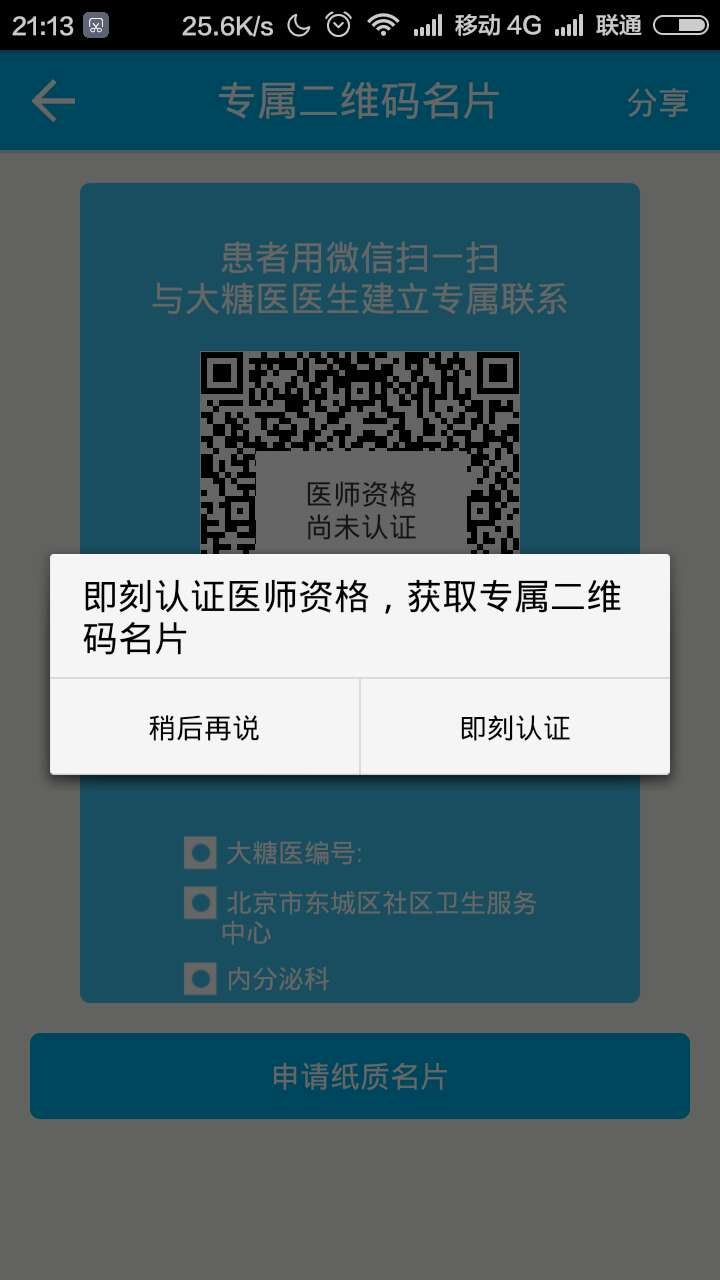 21:13 25.6K/s 移动 4G 联通
专属二维码名片 分享
患者用微信扫一扫
与大糖医医生建立专属联系
医师资格
尚未认证
即刻认证医师资格，获取专属二维
码名片
稍后再说 即刻认证
大糖医编号:
北京市东城区社区卫生服务
中心
内分泌科
申请纸质名片